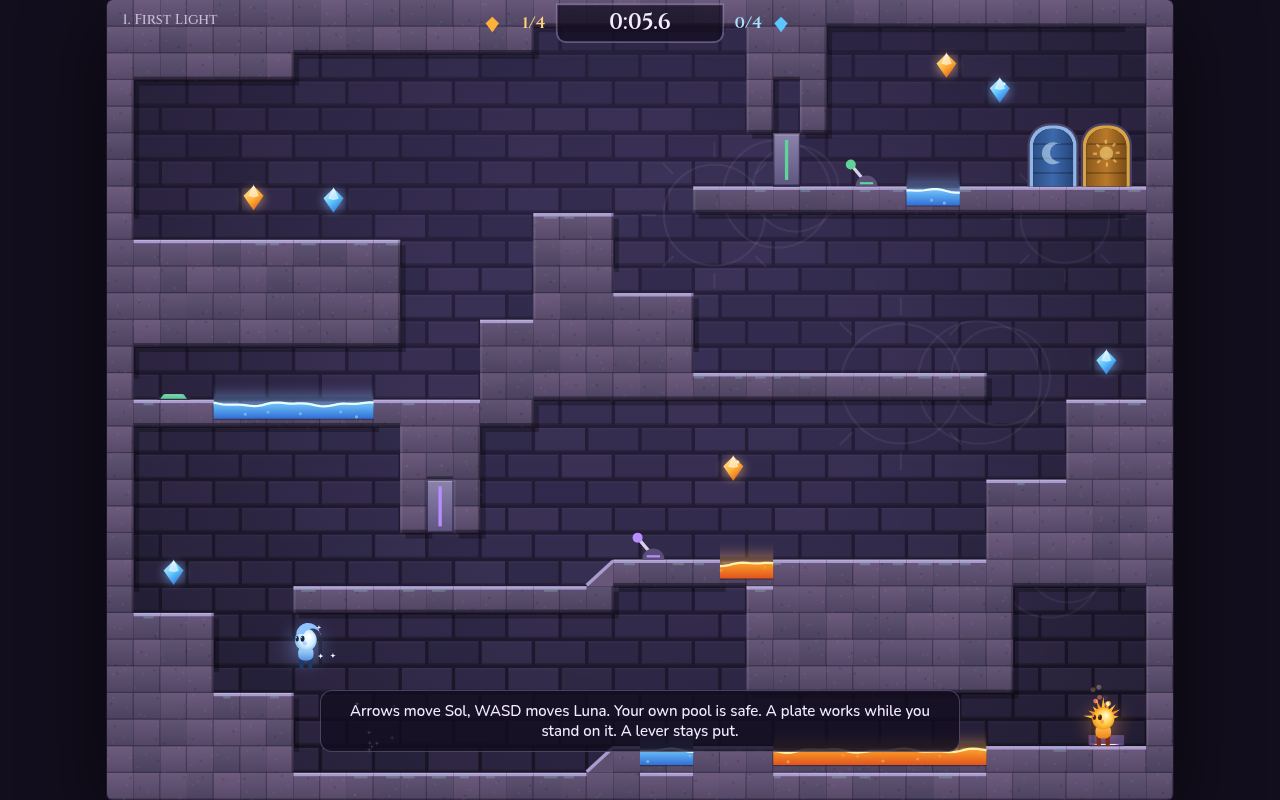 1. First Light
1/4
0:05.6
0/4
Arrows move Sol, WASD moves Luna. Your own pool is safe. A plate works while you
stand on it. A lever stays put.